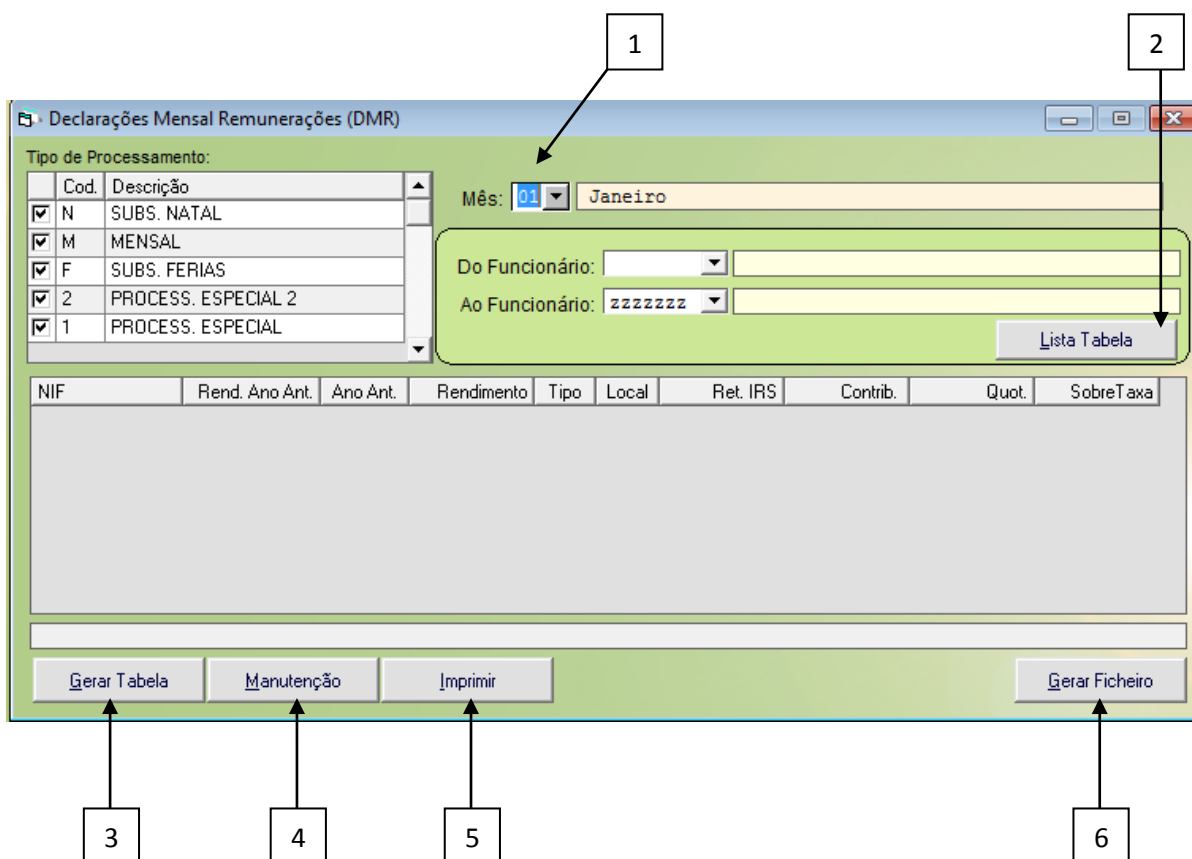 1
2
Declarações Mensal Remunerações (DMR)
Tipo de Processamento:
Cod. Descrição
N SUBS. NATAL
M MENSAL
F SUBS. FERIAS
2 PROCESS. ESPECIAL 2
1 PROCESS. ESPECIAL
Mês: 01 Janeiro
Do Funcionário:
Ao Funcionário: zzzzzzz
Lista Tabela
NIF Rend. Ano Ant. Ano Ant. Rendimento Tipo Local Ret. IRS Contrib. Quot. SobreTaxa
Gerar Tabela Manutenção Imprimir Gerar Ficheiro
3 4 5 6